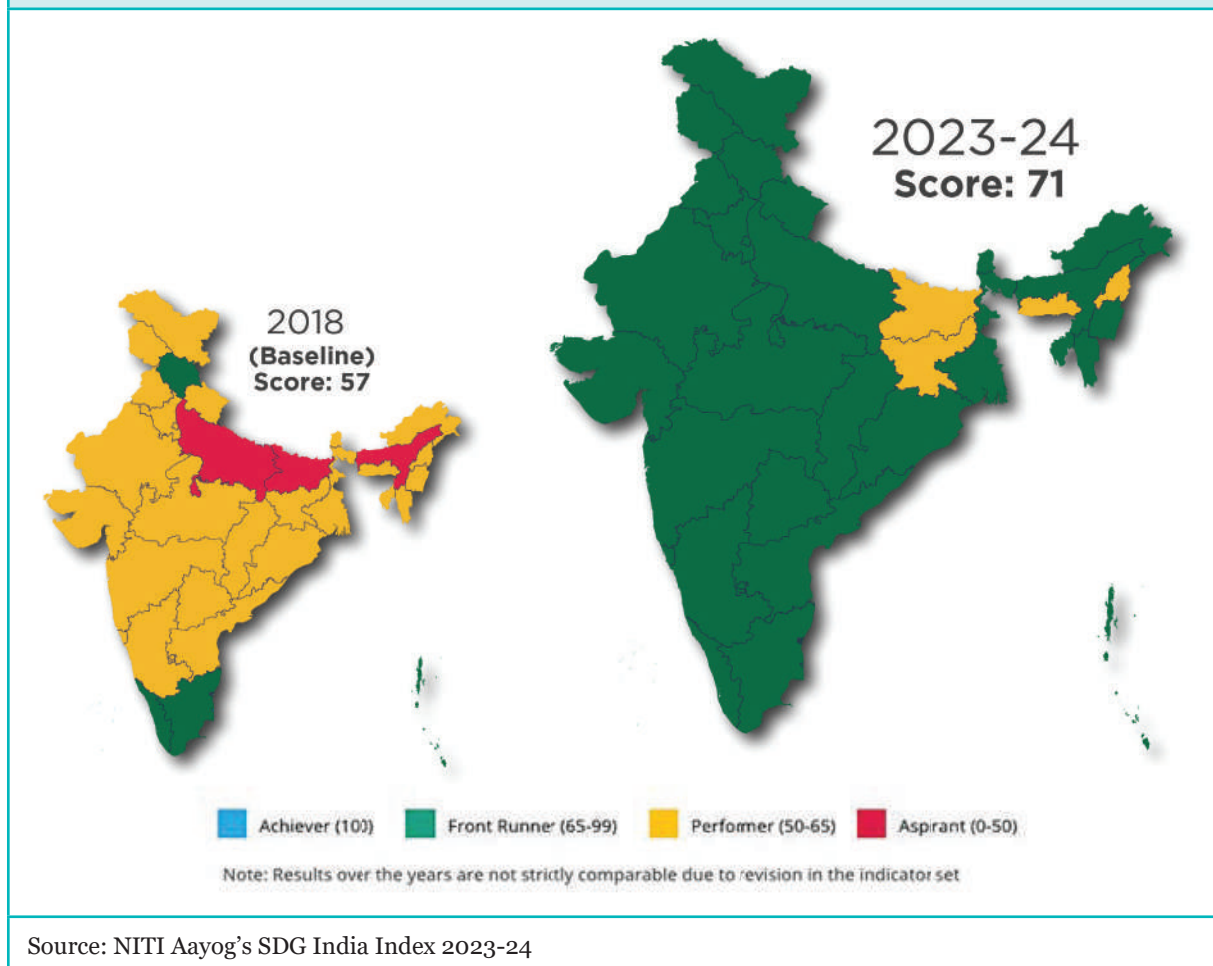 2023-24
Score: 71
2018
(Baseline)
Score: 57
Achiever (100)
Front Runner (65-99)
Performer (50-65)
Aspirant (0-50)
Note: Results over the years are not strictly comparable due to revision in the indicator set
Source: NITI Aayog's SDG India Index 2023-24